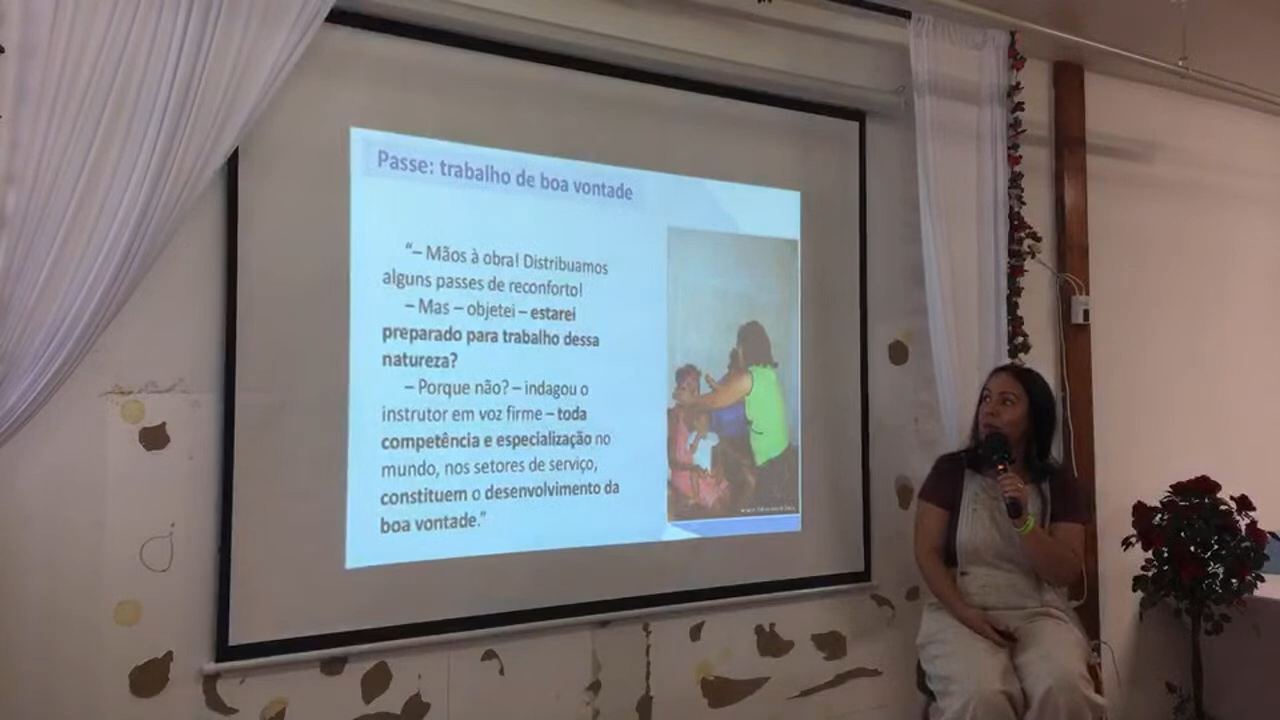 Passe: trabalho de boa vontade
“– Mãos à obra! Distribuamos
alguns passes de reconforto!
– Mas – objetei – estarei
preparado para trabalho dessa
natureza?
– Porque não? – indagou o
instrutor em voz firme – toda
competência e especialização no
mundo, nos setores de serviço,
constituem o desenvolvimento da
boa vontade.”